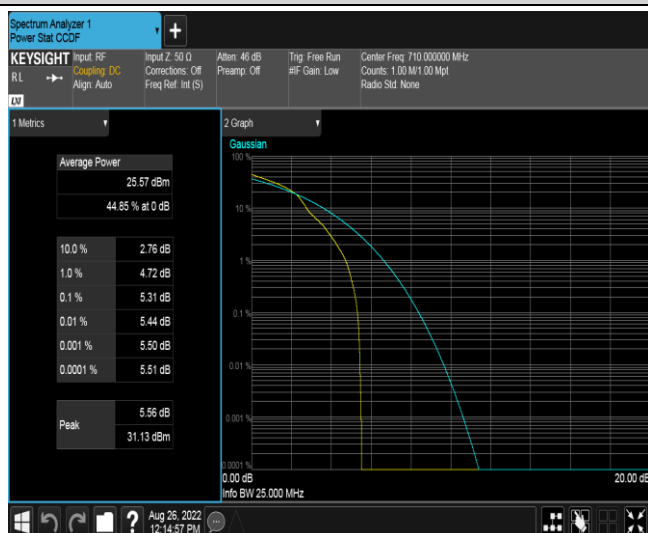 Spectrum Analyzer 1
Power Stat CCDF
KEYSIGHT
RL
LXI
Input: RF
Coupling: DC
Align: Auto
Input Z: 50 Ω
Corrections: Off
Freq Ref: Int (S)
Atten: 46 dB
Preamp: Off
Trig: Free Run
#IF Gain: Low
Center Freq: 710.000000 MHz
Counts: 1.00 M/1.00 Mpt
Radio Std: None
1 Metrics
Average Power
25.57 dBm
44.85 % at 0 dB
10.0 % 2.76 dB
1.0 % 4.72 dB
0.1 % 5.31 dB
0.01 % 5.44 dB
0.001 % 5.50 dB
0.0001 % 5.51 dB
Peak
5.56 dB
31.13 dBm
2 Graph
Gaussian
100 %
10 %
1 %
0.1 %
0.01 %
0.001 %
0.0001 %
0.00 dB
20.00 dB
Info BW 25.000 MHz
?
Aug 26, 2022
12:14:57 PM